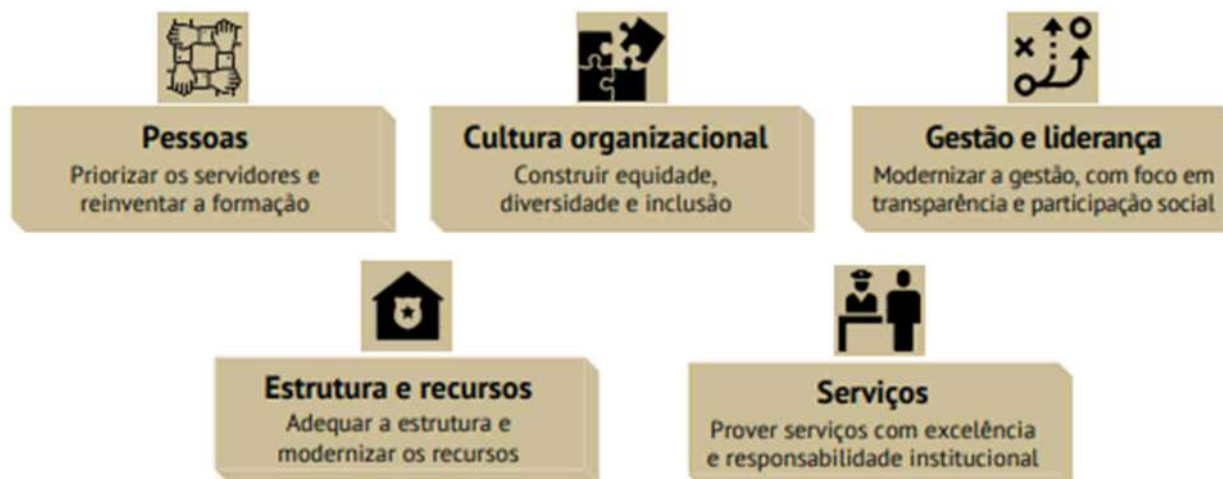 Pessoas
Priorizar os servidores e
reinventar a formação
Cultura organizacional
Construir equidade,
diversidade e inclusão
Gestão e liderança
Modernizar a gestão, com foco em
transparência e participação social
Estrutura e recursos
Adequar a estrutura e
modernizar os recursos
Serviços
Prover serviços com excelência
e responsabilidade institucional